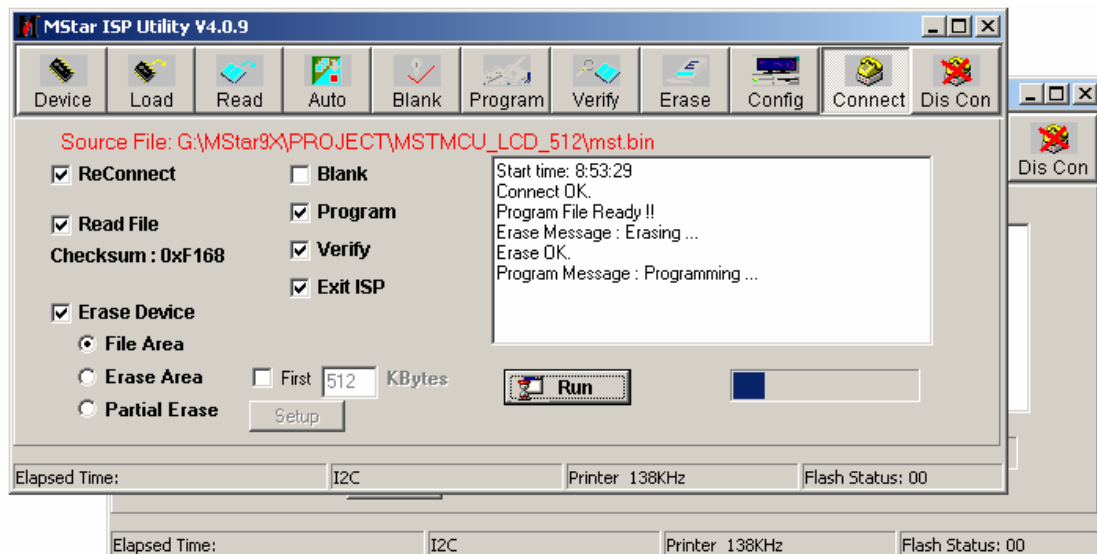 MStar ISP Utility V4.0.9
Device Load Read Auto Blank Program Verify Erase Config Connect Dis Con
Dis Con
Source File: G:\MStar9X\PROJECT\MSTMCU_LCD_512\mst.bin
ReConnect
Read File
Checksum : 0xF168
Erase Device
File Area
Erase Area
Partial Erase
Blank
Program
Verify
Exit ISP
First 512 KBytes
Setup
Start time: 8:53:29
Connect OK.
Program File Ready !!
Erase Message : Erasing ...
Erase OK.
Program Message : Programming ...
Run
Elapsed Time: I2C Printer 138KHz Flash Status: 00
Elapsed Time: I2C Printer 138KHz Flash Status: 00